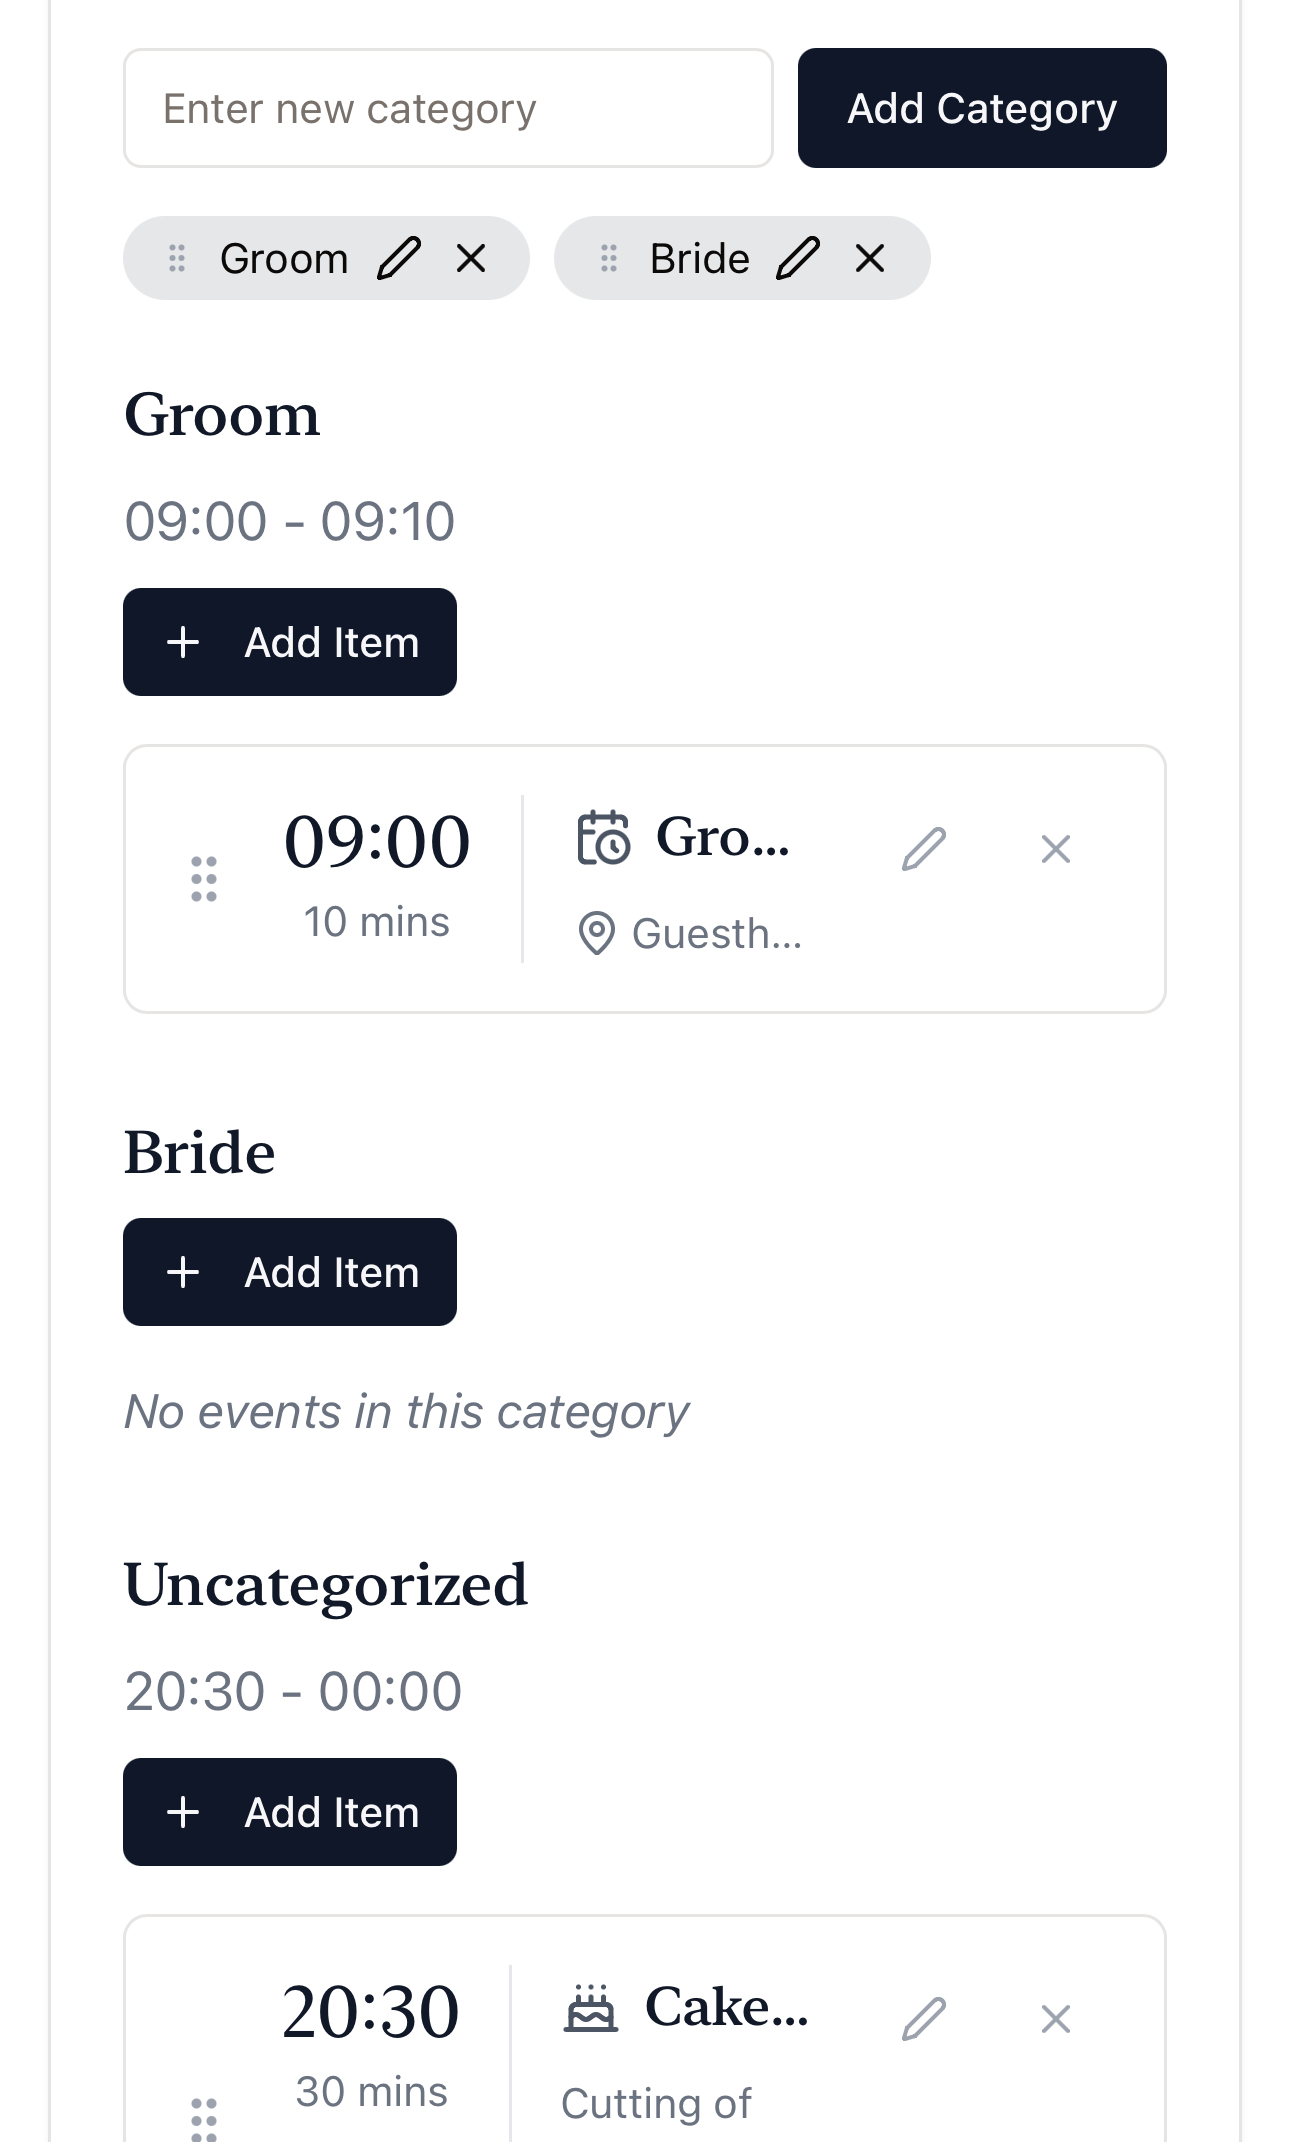 Enter new category
Add Category
Groom
Bride
Groom
09:00 - 09:10
Add Item
09:00
Gro...
10 mins
Guesth...
Bride
Add Item
No events in this category
Uncategorized
20:30 - 00:00
Add Item
20:30
Cake...
30 mins
Cutting of